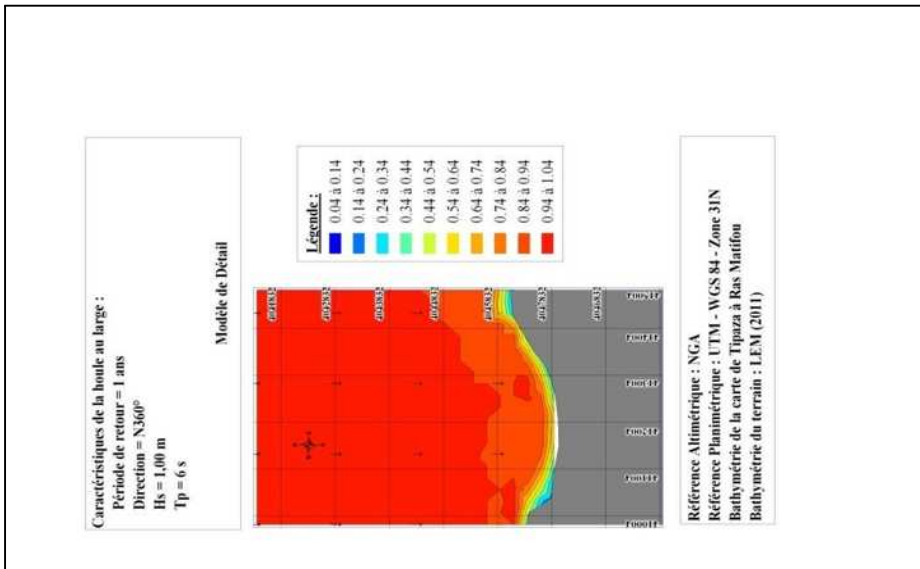 Caractéristiques de la houle au large :
Période de retour = 1 ans
Direction = N360°
Hs = 1,00 m
Tp = 6 s
Modèle de Détail
Légende :
0.04 à 0.14
0.14 à 0.24
0.24 à 0.34
0.34 à 0.44
0.44 à 0.54
0.54 à 0.64
0.64 à 0.74
0.74 à 0.84
0.84 à 0.94
0.94 à 1.04
Référence Altimétrique : NGA
Référence Planimétrique : UTM - WGS 84 - Zone 31N
Bathymétrie de la carte de Tipaza à Ras Matifou
Bathymétrie du terrain : LEM (2011)